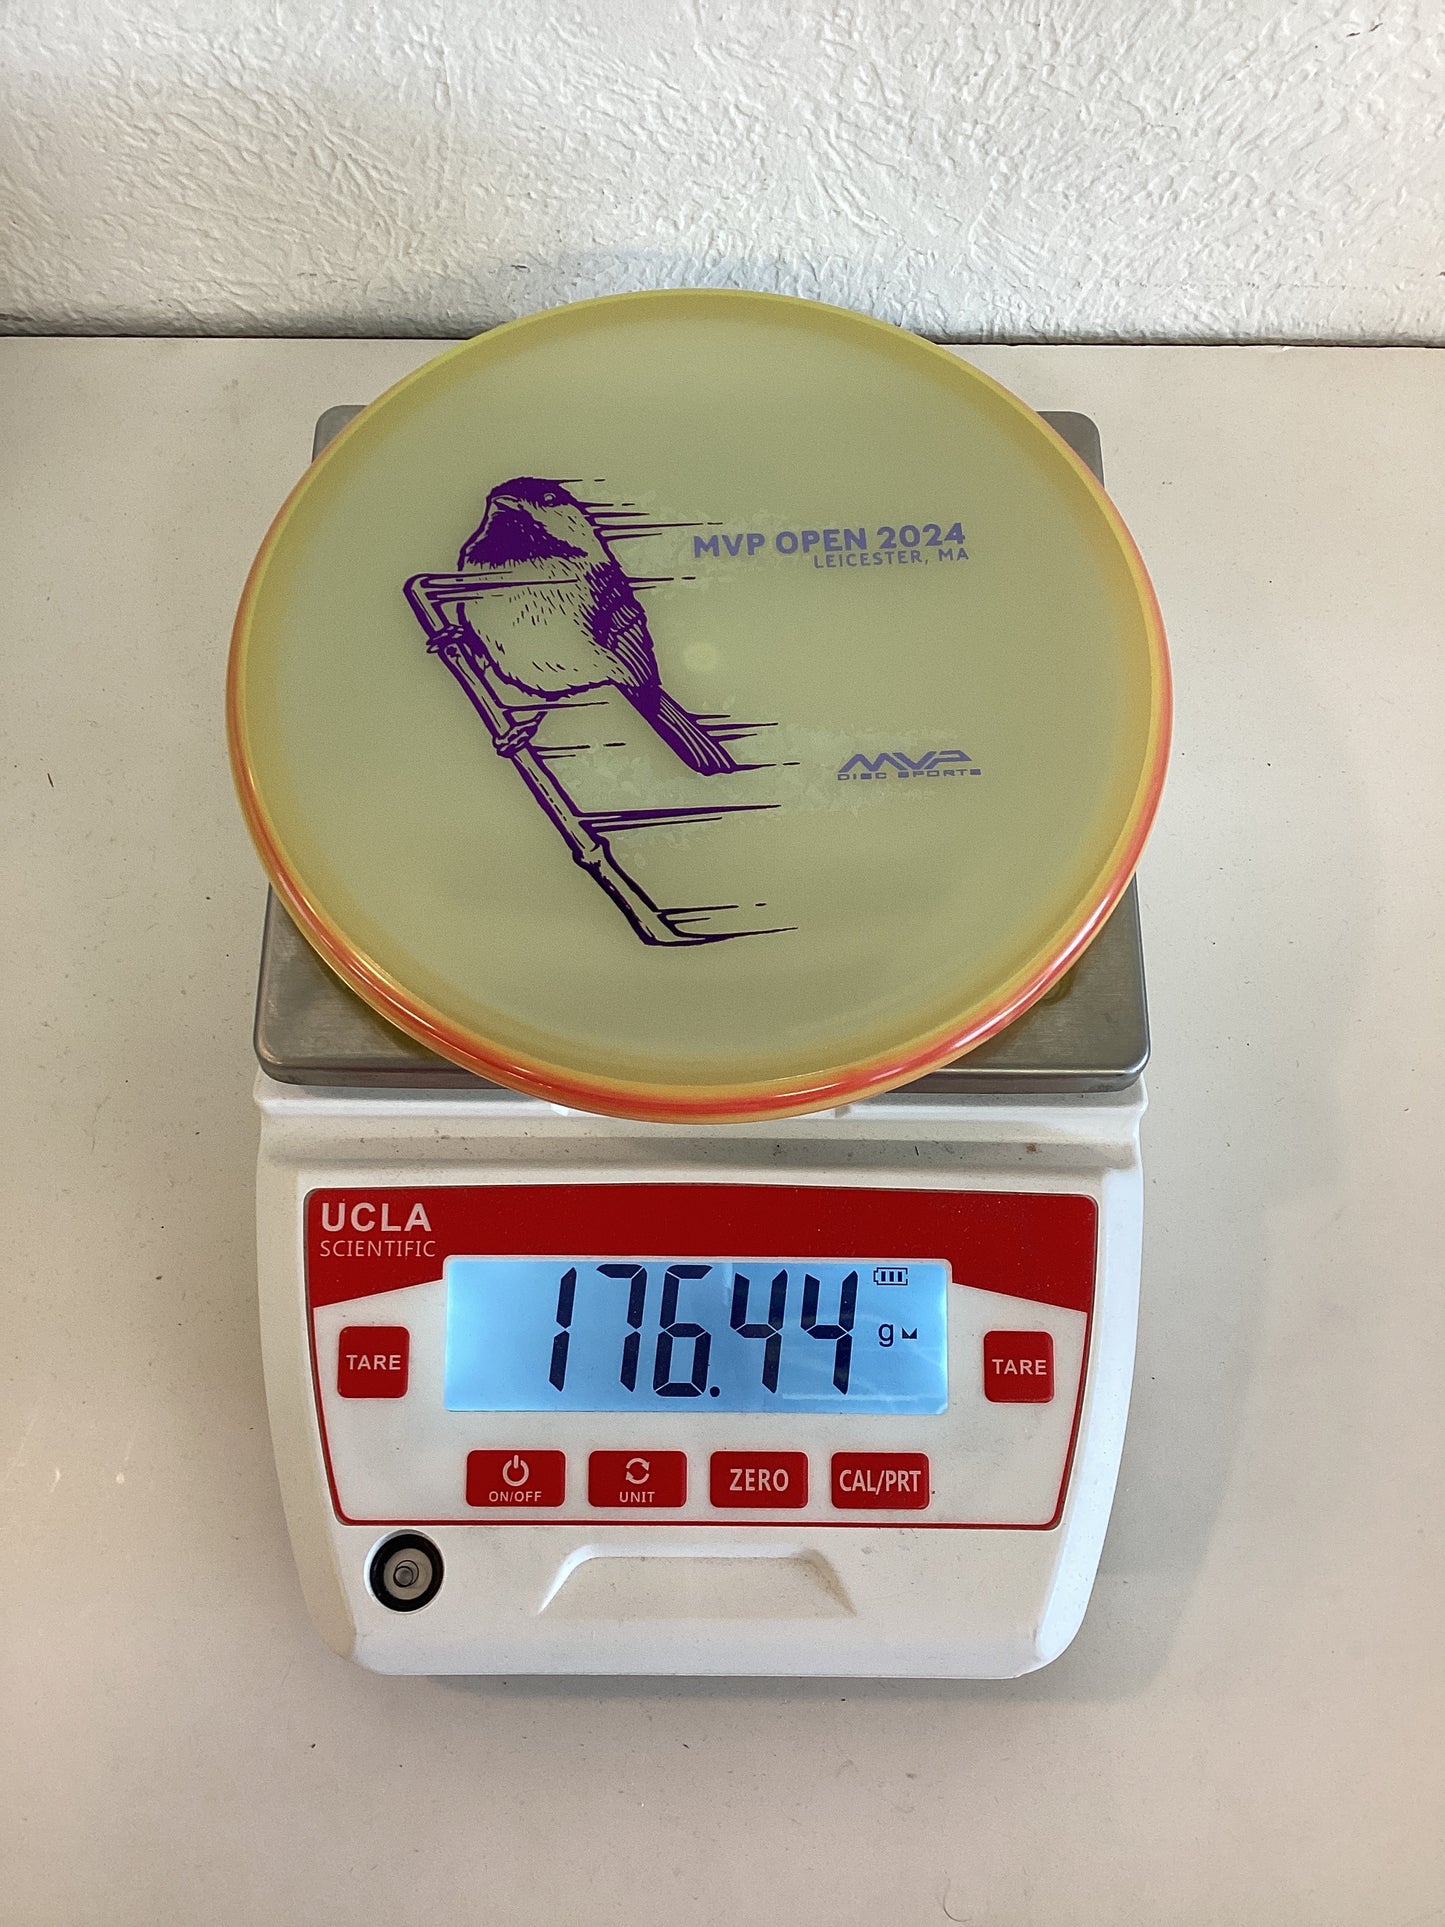 MVP OPEN 2024
LEICESTER, MA
MVP
DISC SPORTS
UCLA
SCIENTIFIC
176.44 g
TARE
TARE
ON/OFF
UNIT
ZERO
CAL/PRT